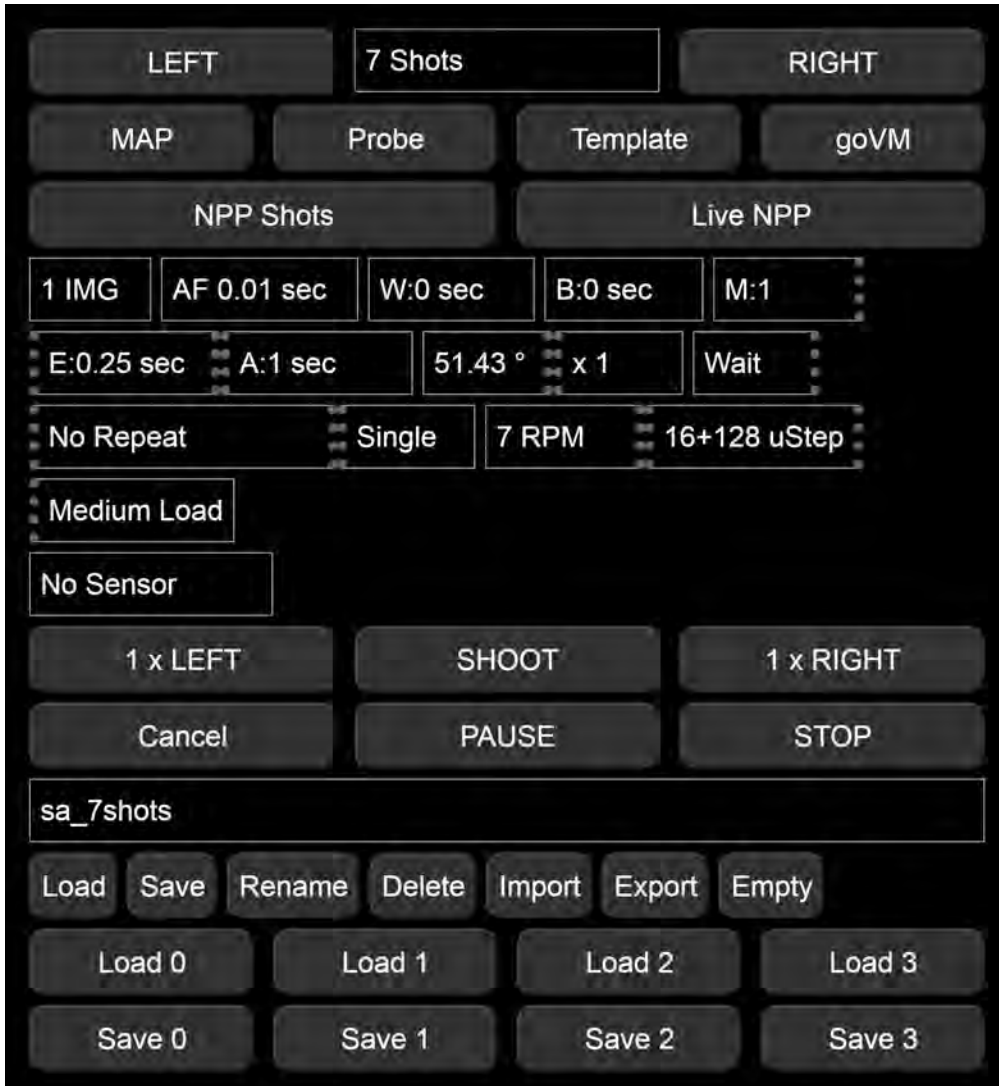 LEFT 7 Shots RIGHT
MAP Probe Template goVM
NPP Shots Live NPP
1 IMG AF 0.01 sec W:0 sec B:0 sec M:1
E:0.25 sec A:1 sec 51.43 ° x 1 Wait
No Repeat Single 7 RPM 16+128 uStep
Medium Load
No Sensor
1 x LEFT SHOOT 1 x RIGHT
Cancel PAUSE STOP
sa_7shots
Load Save Rename Delete Import Export Empty
Load 0 Load 1 Load 2 Load 3
Save 0 Save 1 Save 2 Save 3